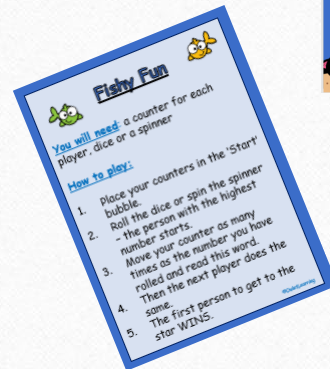 Fishy Fun
You will need: a counter for each
player, dice or a spinner
How to play:
1. Place your counters in the 'Start'
bubble.
2. Roll the dice or spin the spinner
– the person with the highest
number starts.
3. Move your counter as many
times as the number you have
rolled and read this word.
4. Then the next player does the
same.
5. The first person to get to the
star WINS.